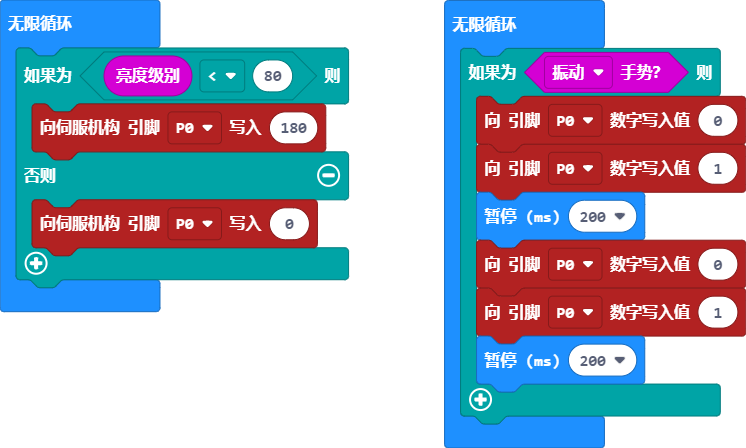 无限循环
如果为 亮度级别 < 80 则
向伺服机构 引脚 P0 写入 180
否则
向伺服机构 引脚 P0 写入 0
无限循环
如果为 振动 手势? 则
向 引脚 P0 数字写入值 0
向 引脚 P0 数字写入值 1
暂停 (ms) 200
向 引脚 P0 数字写入值 0
向 引脚 P0 数字写入值 1
暂停 (ms) 200